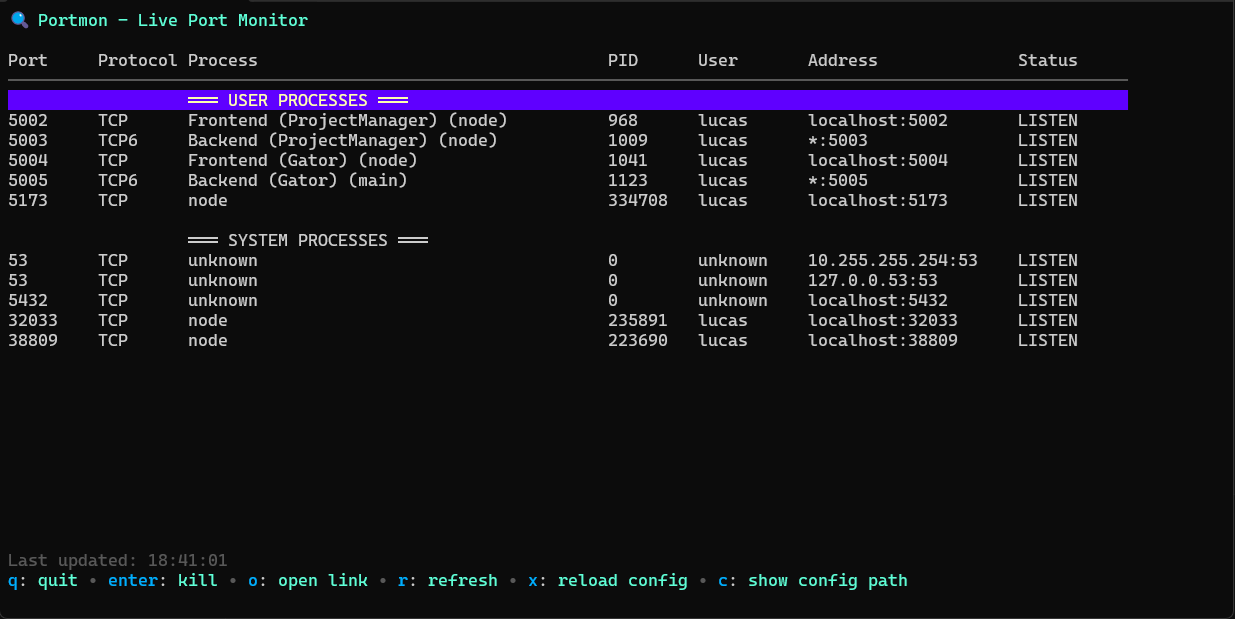 Portmon - Live Port Monitor
Port Protocol Process PID User Address Status
═══ USER PROCESSES ═══
5002 TCP Frontend (ProjectManager) (node) 968 lucas localhost:5002 LISTEN
5003 TCP6 Backend (ProjectManager) (node) 1009 lucas *:5003 LISTEN
5004 TCP Frontend (Gator) (node) 1041 lucas localhost:5004 LISTEN
5005 TCP6 Backend (Gator) (main) 1123 lucas *:5005 LISTEN
5173 TCP node 334708 lucas localhost:5173 LISTEN
═══ SYSTEM PROCESSES ═══
53 TCP unknown 0 unknown 10.255.255.254:53 LISTEN
53 TCP unknown 0 unknown 127.0.0.53:53 LISTEN
5432 TCP unknown 0 unknown localhost:5432 LISTEN
32033 TCP node 235891 lucas localhost:32033 LISTEN
38809 TCP node 223690 lucas localhost:38809 LISTEN
Last updated: 18:41:01
q: quit • enter: kill • o: open link • r: refresh • x: reload config • c: show config path